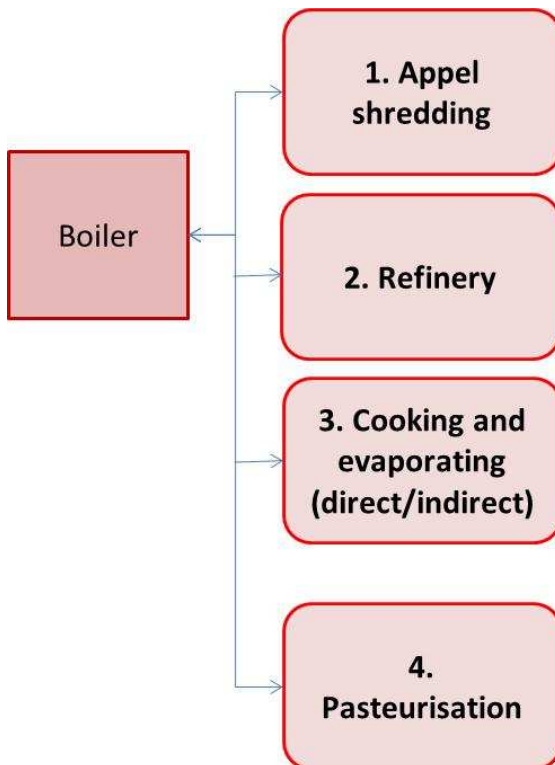 1. Appel
shredding
Boiler
2. Refinery
3. Cooking and
evaporating
(direct/indirect)
4.
Pasteurisation